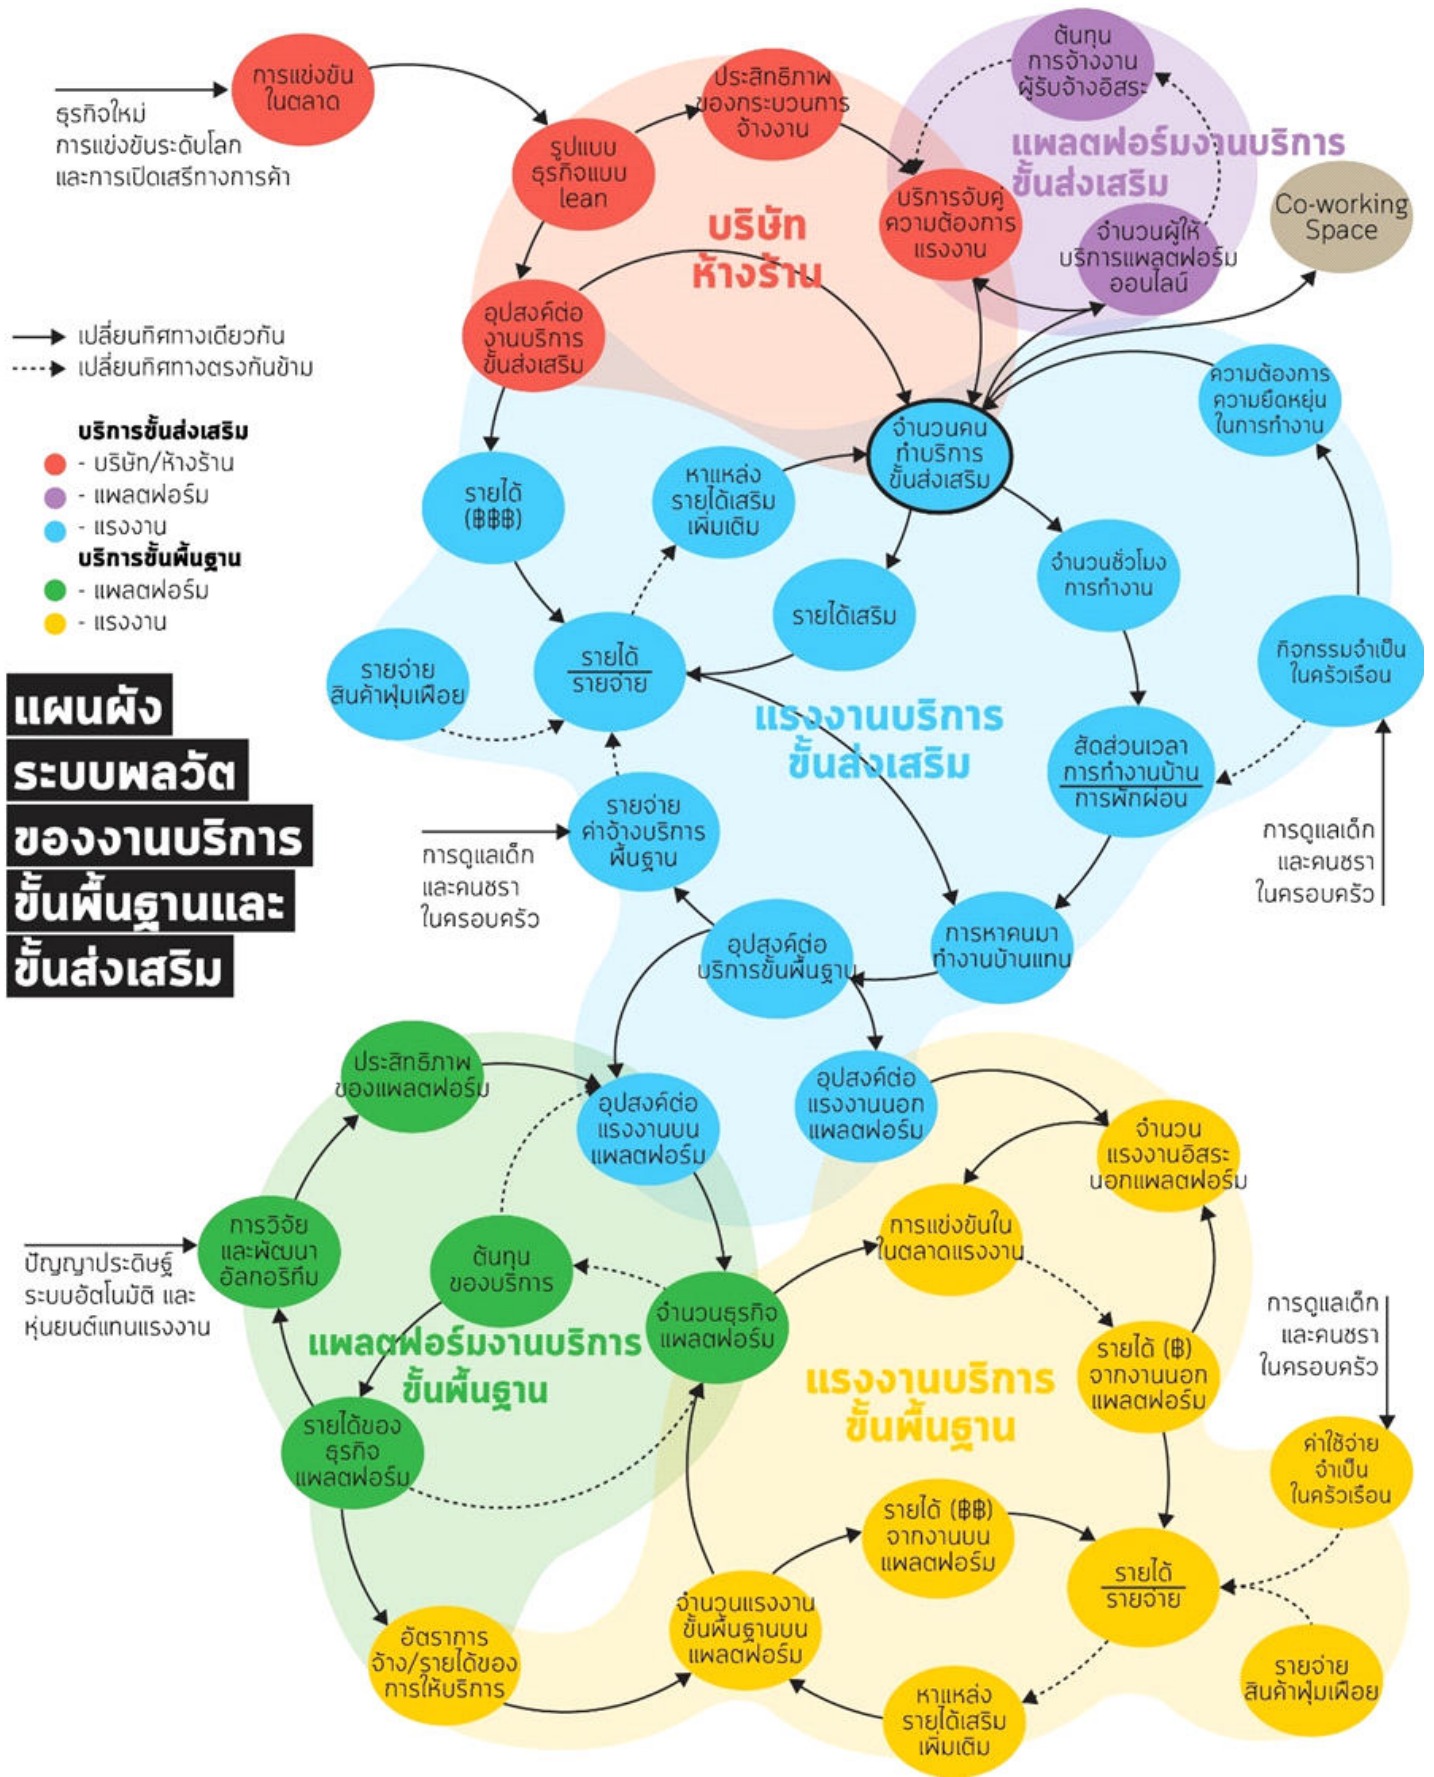 การแข่งขัน
ในตลาด
ธุรกิจใหม่
การแข่งขันระดับโลก
และการเปิดเสรีทางการค้า
รูปแบบ
ธุรกิจแบบ
lean
ประสิทธิภาพ
ของกระบวนการ
จ้างงาน
ต้นทุน
การจ้างงาน
ผู้รับจ้างอิสระ
แพลตฟอร์มงานบริการ
ขั้นส่งเสริม
บริการจับคู่
ความต้องการ
แรงงาน
จำนวนผู้ให้
บริการแพลตฟอร์ม
ออนไลน์
Co-working
Space
บริษัท
ห้างร้าน
อุปสงค์ต่อ
งานบริการ
ขั้นส่งเสริม
เปลี่ยนทิศทางเดียวกัน
เปลี่ยนทิศทางตรงกันข้าม
บริการขั้นส่งเสริม
- บริษัท/ห้างร้าน
- แพลตฟอร์ม
- แรงงาน
บริการขั้นพื้นฐาน
- แพลตฟอร์ม
- แรงงาน
ความต้องการ
ความยืดหยุ่น
ในการทำงาน
จำนวนคน
ทำบริการ
ขั้นส่งเสริม
รายได้
(฿฿฿)
หาแหล่ง
รายได้เสริม
เพิ่มเติม
จำนวนชั่วโมง
การทำงาน
รายได้เสริม
รายได้
รายจ่าย
รายจ่าย
สินค้าฟุ่มเฟือย
กิจกรรมจำเป็น
ในครัวเรือน
แรงงานบริการ
ขั้นส่งเสริม
สัดส่วนเวลา
การทำงานบ้าน
การพักผ่อน
แผนผัง
ระบบพลวัต
ของงานบริการ
ขั้นพื้นฐานและ
ขั้นส่งเสริม
รายจ่าย
ค่าจ้างบริการ
พื้นฐาน
การดูแลเด็ก
และคนชรา
ในครอบครัว
การดูแลเด็ก
และคนชรา
ในครอบครัว
อุปสงค์ต่อ
บริการขั้นพื้นฐาน
การหาคนมา
ทำงานบ้านแทน
ประสิทธิภาพ
ของแพลตฟอร์ม
อุปสงค์ต่อ
แรงงานบน
แพลตฟอร์ม
อุปสงค์ต่อ
แรงงานนอก
แพลตฟอร์ม
จำนวน
แรงงานอิสระ
นอกแพลตฟอร์ม
การวิจัย
และพัฒนา
อัลกอริทึม
ปัญญาประดิษฐ์
ระบบอัตโนมัติ และ
หุ่นยนต์แทนแรงงาน
ต้นทุน
ของบริการ
การแข่งขันใน
ในตลาดแรงงาน
จำนวนธุรกิจ
แพลตฟอร์ม
แพลตฟอร์มงานบริการ
ขั้นพื้นฐาน
รายได้ (฿)
จากงานนอก
แพลตฟอร์ม
การดูแลเด็ก
และคนชรา
ในครอบครัว
แรงงานบริการ
ขั้นพื้นฐาน
รายได้ของ
ธุรกิจ
แพลตฟอร์ม
ค่าใช้จ่าย
จำเป็น
ในครัวเรือน
รายได้ (฿฿)
จากงานบน
แพลตฟอร์ม
รายได้
รายจ่าย
จำนวนแรงงาน
ขั้นพื้นฐานบน
แพลตฟอร์ม
อัตราการ
จ้าง/รายได้ของ
การให้บริการ
หาแหล่ง
รายได้เสริม
เพิ่มเติม
รายจ่าย
สินค้าฟุ่มเฟือย